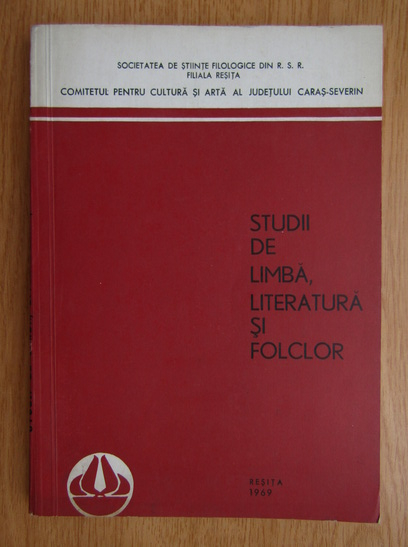 SOCIETATEA DE ȘTIINȚE FILOLOGICE DIN R. S. R.
FILIALA REȘIȚA
COMITETUL PENTRU CULTURĂ ȘI ARTĂ AL JUDEȚULUI CARAȘ-SEVERIN
STUDII
DE
LIMBĂ,
LITERATURĂ
ȘI
FOLCLOR
REȘIȚA
1969